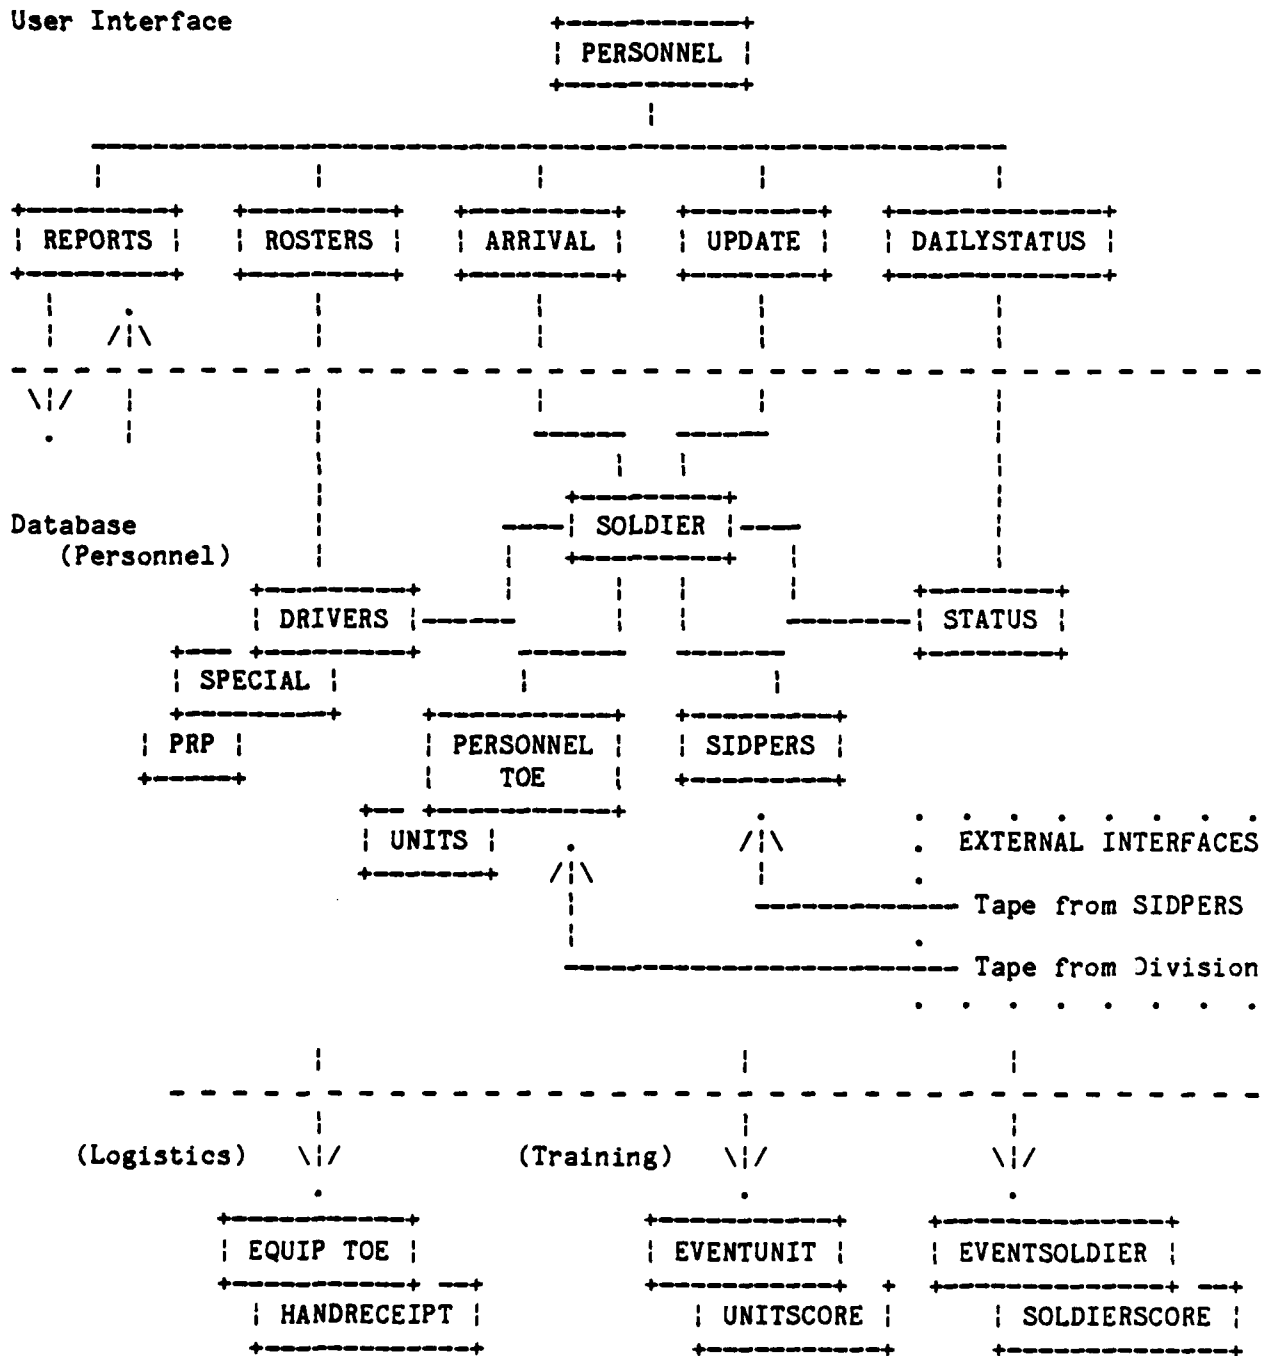 User Interface
PERSONNEL
REPORTS ROSTERS ARRIVAL UPDATE DAILYSTATUS
SOLDIER
Database
(Personnel)
DRIVERS STATUS
SPECIAL
PRP PERSONNEL SIDPERS
TOE
UNITS EXTERNAL INTERFACES
Tape from SIDPERS
Tape from Division
(Logistics) (Training)
EQUIP TOE EVENTUNIT EVENTSOLDIER
HANDRECEIPT UNITSCORE SOLDIERSCORE